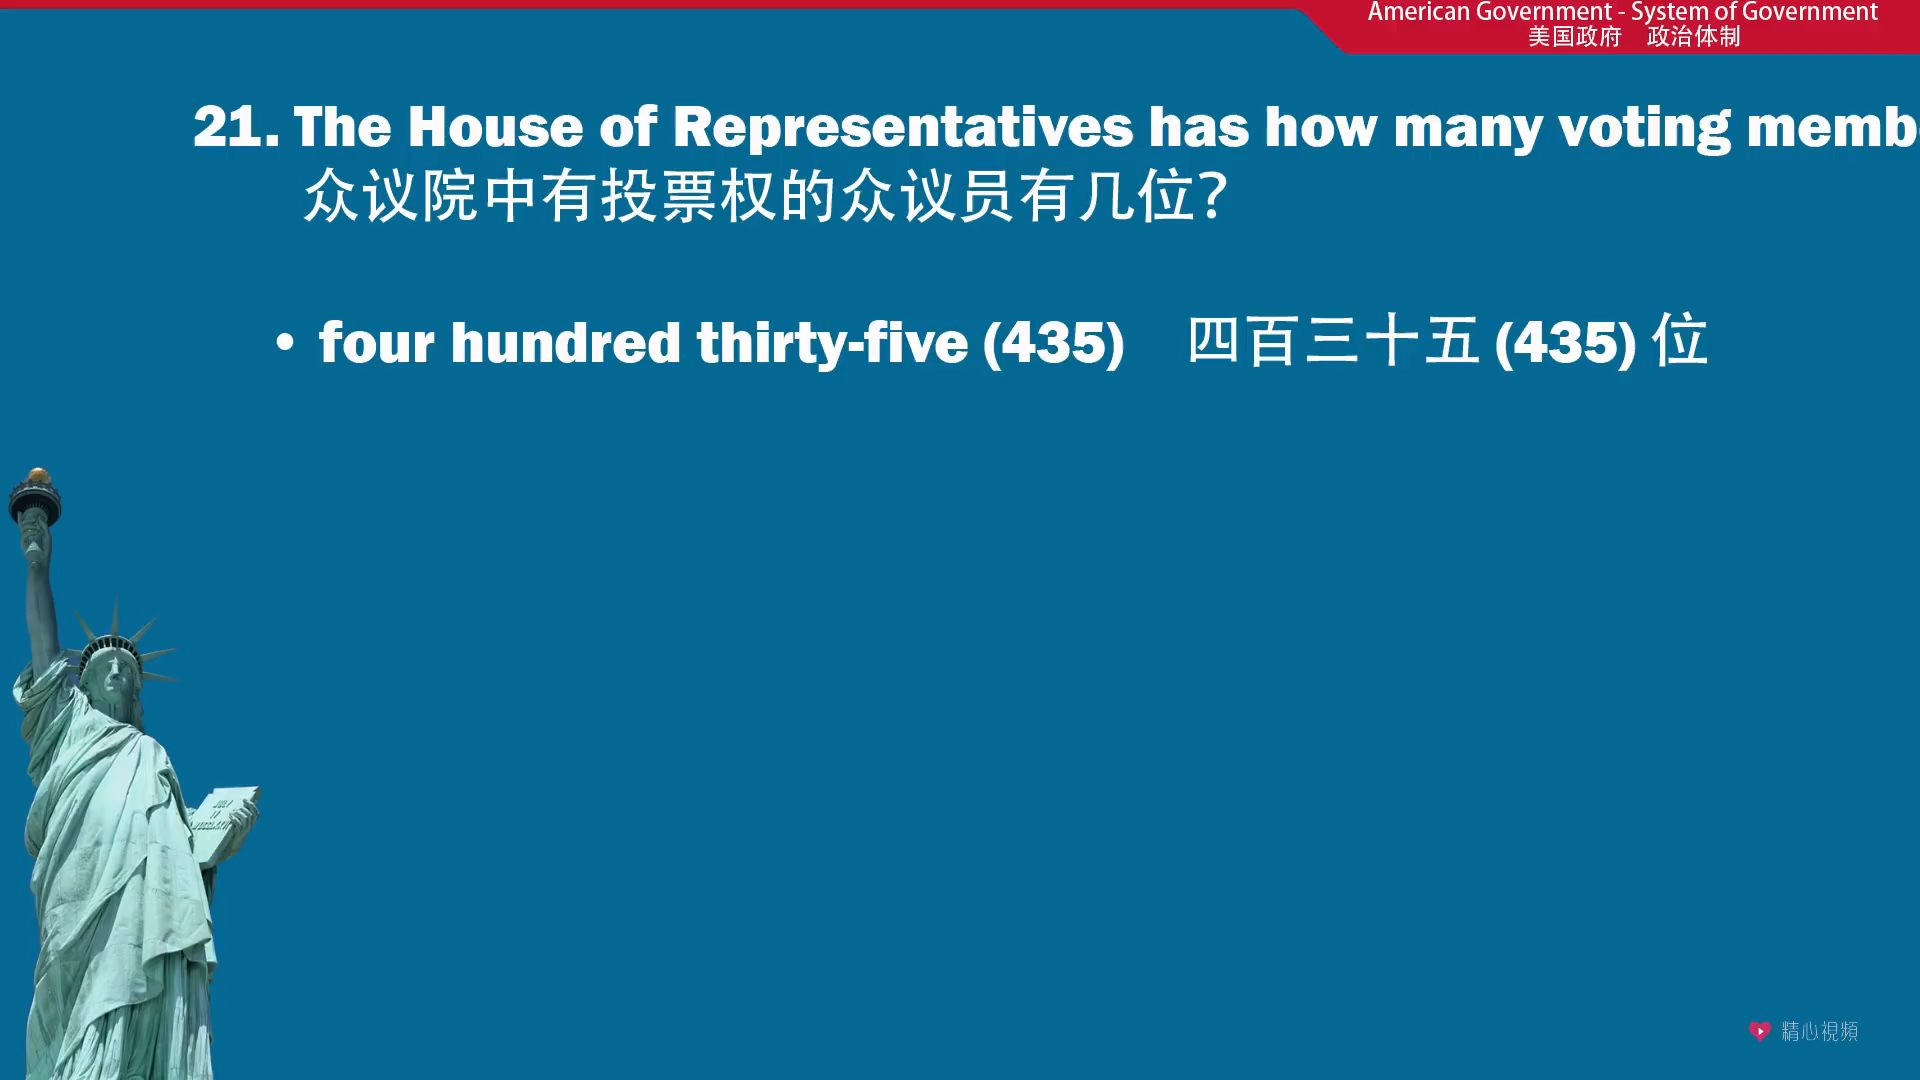 American Government - System of Government
美国政府 政治体制
21. The House of Representatives has how many voting memb
众议院中有投票权的众议员有几位？
• four hundred thirty-five (435) 四百三十五 (435) 位
JULY
IV
精心視頻